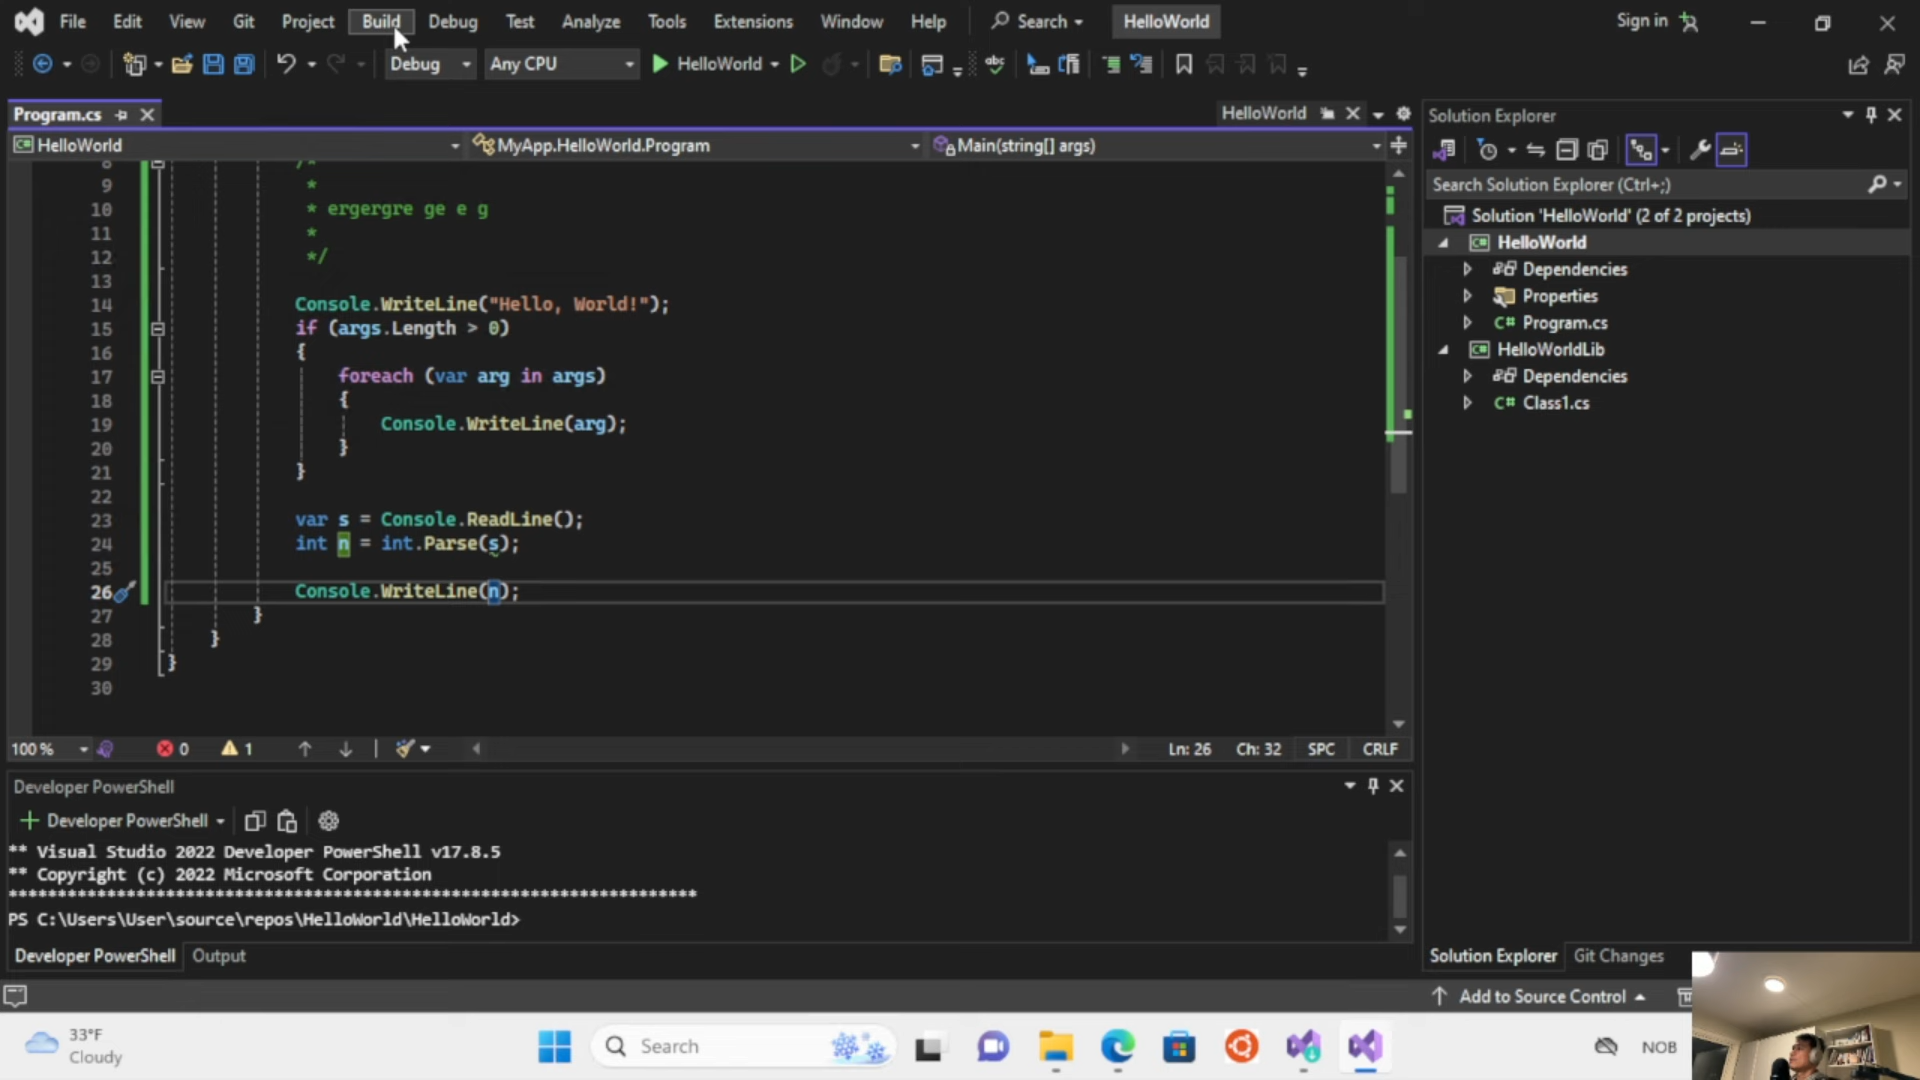 File Edit View Git Project Build Debug Test Analyze Tools Extensions Window Help Search HelloWorld Sign in
Debug Any CPU HelloWorld
Program.cs HelloWorld
HelloWorld MyApp.HelloWorld.Program Main(string[] args)
8 /*
9 *
10 * ergergre ge e g
11 *
12 */
13
14 Console.WriteLine("Hello, World!");
15 if (args.Length > 0)
16 {
17 foreach (var arg in args)
18 {
19 Console.WriteLine(arg);
20 }
21 }
22
23 var s = Console.ReadLine();
24 int n = int.Parse(s);
25
26 Console.WriteLine(n);
27 }
28 }
29 }
30
100 % 0 1 Ln: 26 Ch: 32 SPC CRLF
Developer PowerShell
Developer PowerShell
** Visual Studio 2022 Developer PowerShell v17.8.5
** Copyright (c) 2022 Microsoft Corporation
**********************************************************************
PS C:\Users\User\source\repos\HelloWorld\HelloWorld>
Developer PowerShell Output
Solution Explorer
Search Solution Explorer (Ctrl+;)
Solution 'HelloWorld' (2 of 2 projects)
HelloWorld
Dependencies
Properties
C# Program.cs
HelloWorldLib
Dependencies
C# Class1.cs
Solution Explorer Git Changes
Add to Source Control
33°F
Cloudy
Search
NOB